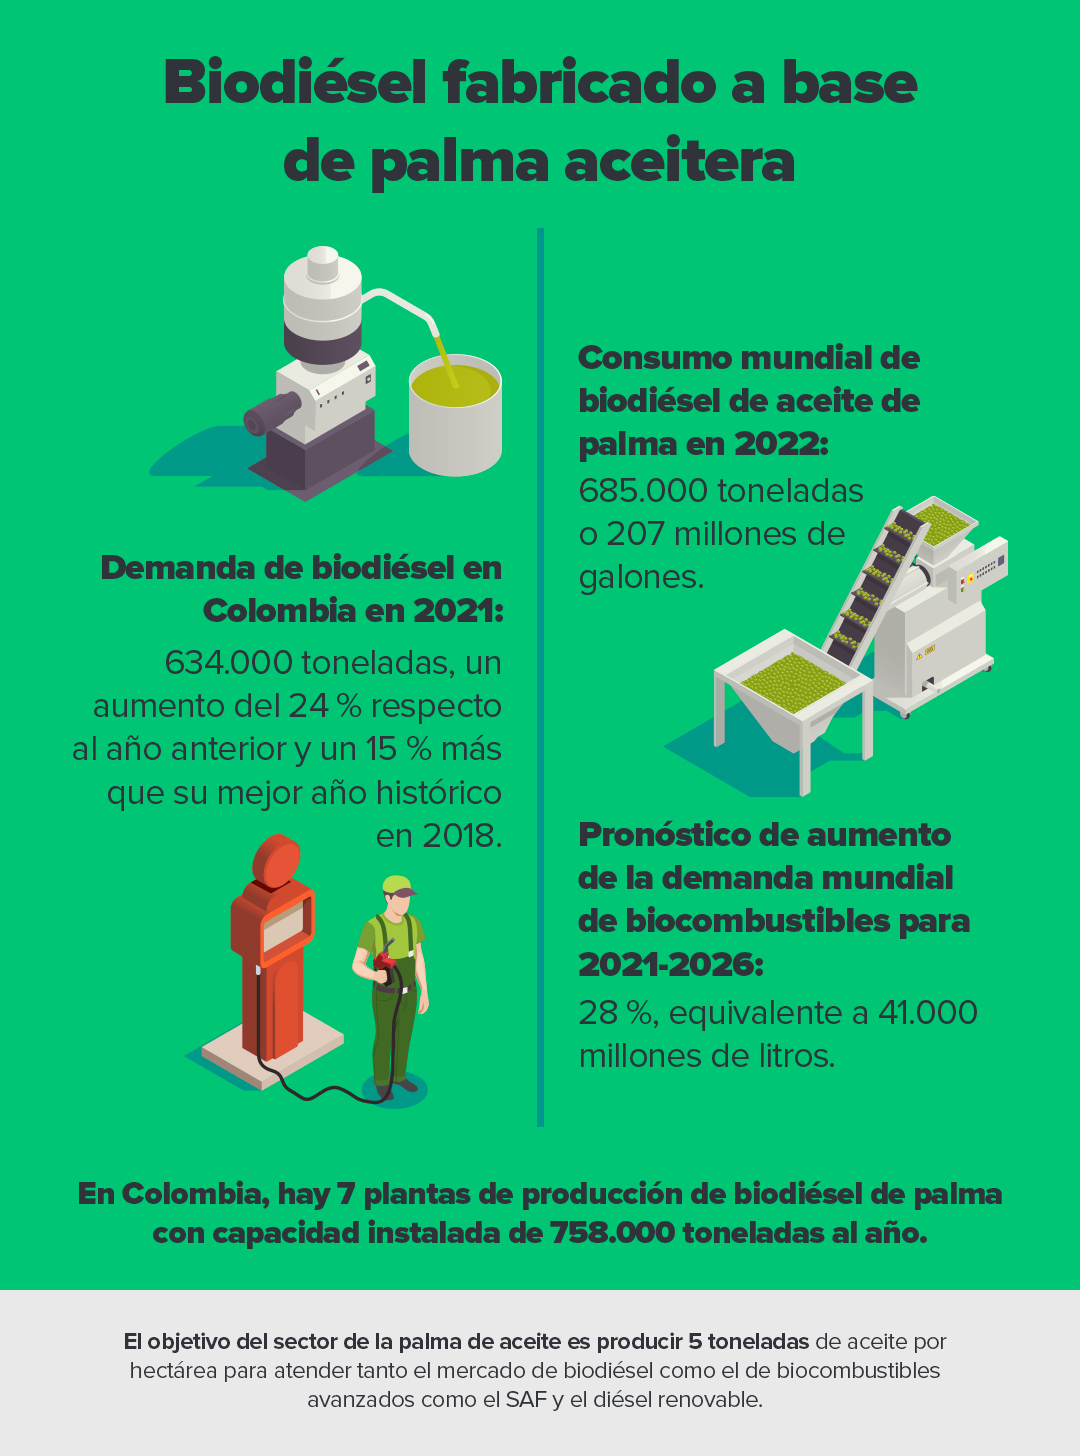 Biodiésel fabricado a base
de palma aceitera
Demanda de biodiésel en
Colombia en 2021:
634.000 toneladas, un
aumento del 24 % respecto
al año anterior y un 15 % más
que su mejor año histórico
en 2018.
Consumo mundial de
biodiésel de aceite de
palma en 2022:
685.000 toneladas
o 207 millones de
galones.
Pronóstico de aumento
de la demanda mundial
de biocombustibles para
2021-2026:
28 %, equivalente a 41.000
millones de litros.
En Colombia, hay 7 plantas de producción de biodiésel de palma
con capacidad instalada de 758.000 toneladas al año.
El objetivo del sector de la palma de aceite es producir 5 toneladas de aceite por
hectárea para atender tanto el mercado de biodiésel como el de biocombustibles
avanzados como el SAF y el diésel renovable.